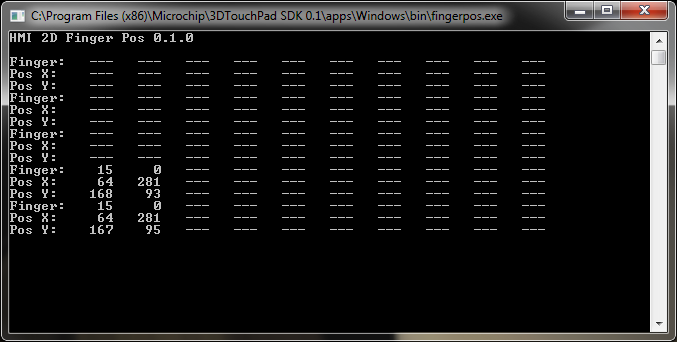 C:\Program Files (x86)\Microchip\3DTouchPad SDK 0.1\apps\Windows\bin\fingerpos.exe
HMI 2D Finger Pos 0.1.0
Finger: --- --- --- --- --- --- --- --- --- ---
Pos X: --- --- --- --- --- --- --- --- --- ---
Pos Y: --- --- --- --- --- --- --- --- --- ---
Finger: --- --- --- --- --- --- --- --- --- ---
Pos X: --- --- --- --- --- --- --- --- --- ---
Pos Y: --- --- --- --- --- --- --- --- --- ---
Finger: --- --- --- --- --- --- --- --- --- ---
Pos X: --- --- --- --- --- --- --- --- --- ---
Pos Y: --- --- --- --- --- --- --- --- --- ---
Finger: 15 0 --- --- --- --- --- --- --- ---
Pos X: 64 281 --- --- --- --- --- --- --- ---
Pos Y: 168 93 --- --- --- --- --- --- --- ---
Finger: 15 0 --- --- --- --- --- --- --- ---
Pos X: 64 281 --- --- --- --- --- --- --- ---
Pos Y: 167 95 --- --- --- --- --- --- --- ---